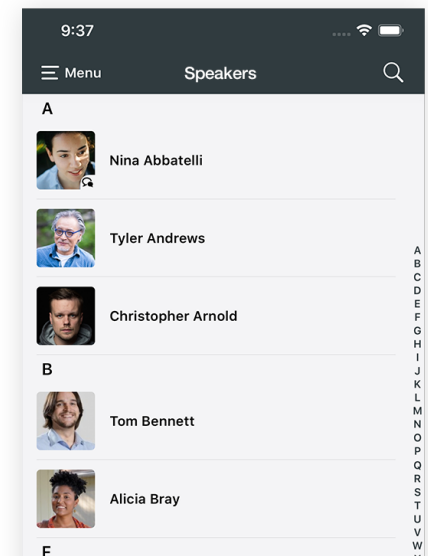 9:37
Menu
Speakers
A
Nina Abbatelli
Tyler Andrews
Christopher Arnold
B
Tom Bennett
Alicia Bray
A
B
C
D
E
F
G
H
I
J
K
L
M
N
O
P
Q
R
S
T
U
V
W